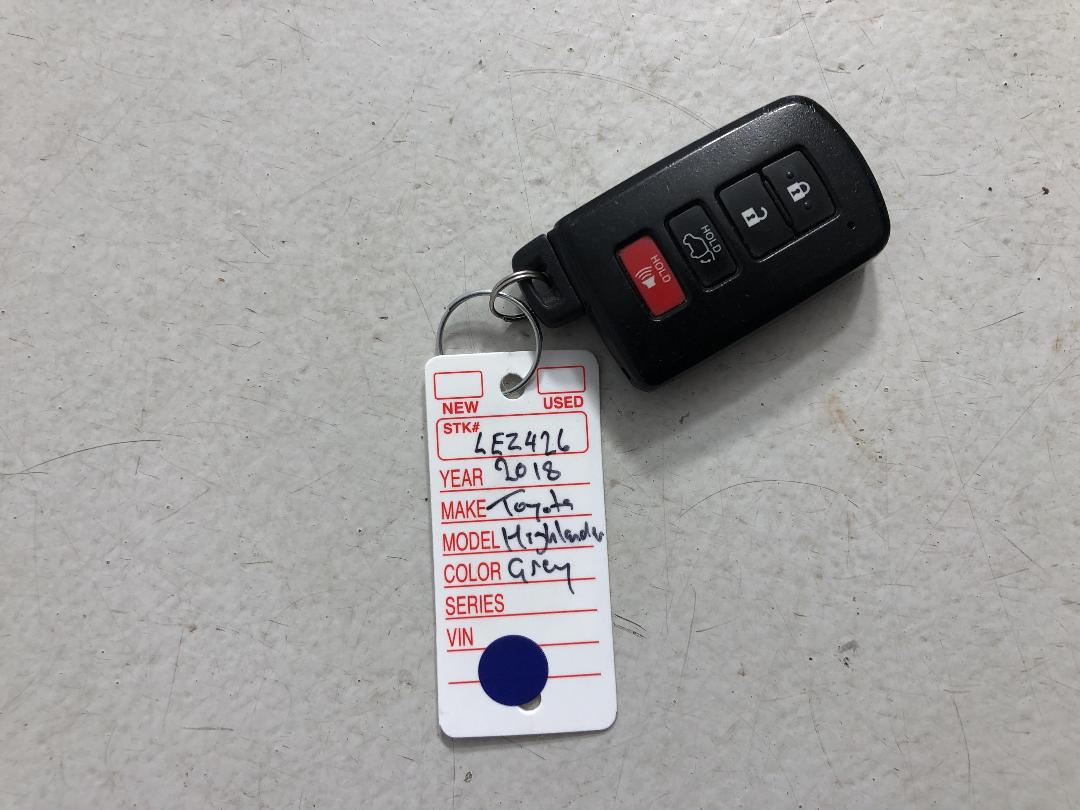 HOLD
HOLD
NEW USED
STK# LEZ426
YEAR 2018
MAKE Toyota
MODEL Highlander
COLOR Grey
SERIES
VIN